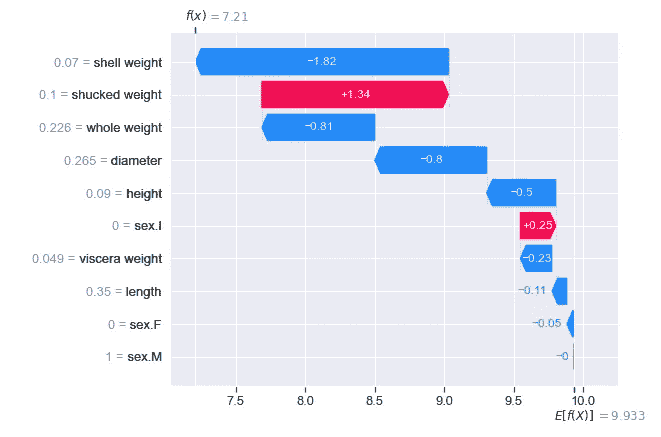 f(x) = 7.21
0.07 = shell weight
−1.82
0.1 = shucked weight
+1.34
0.226 = whole weight
−0.81
0.265 = diameter
−0.8
0.09 = height
−0.5
0 = sex.I
+0.25
0.049 = viscera weight
−0.23
0.35 = length
−0.11
0 = sex.F
−0.05
1 = sex.M
−0
7.5 8.0 8.5 9.0 9.5 10.0
E[f(X)] = 9.933